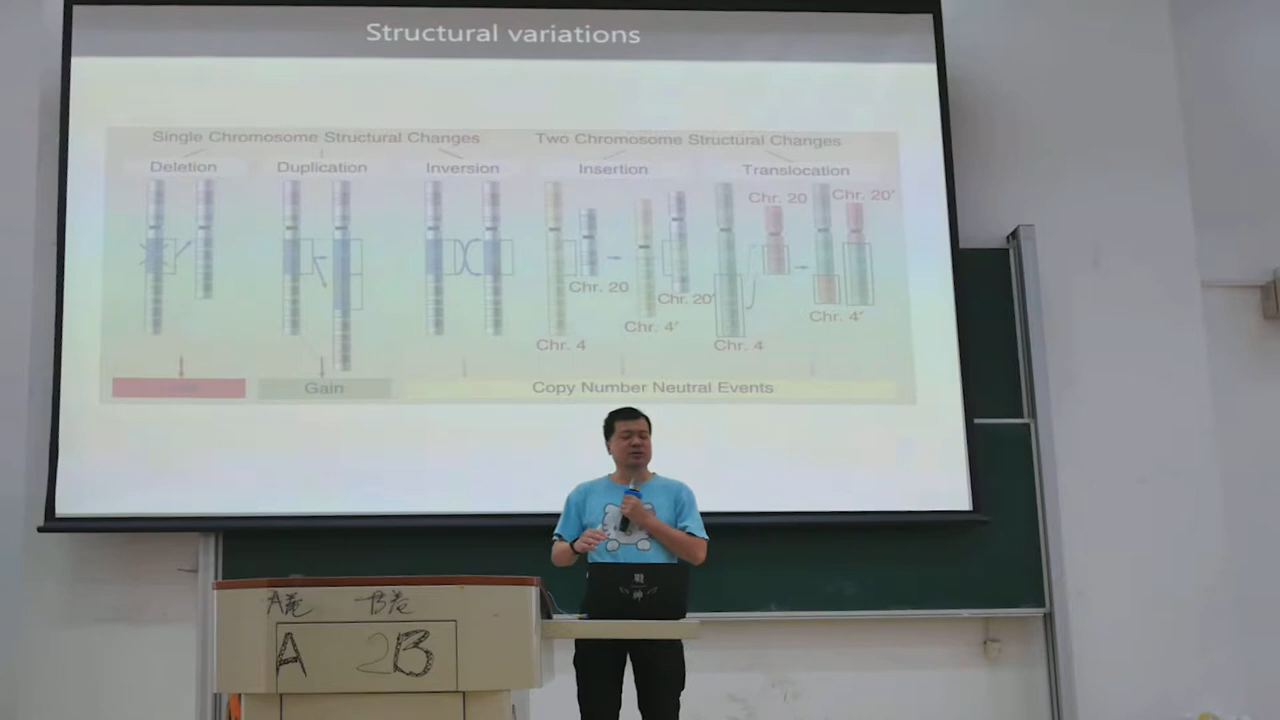 Structural variations
Single Chromosome Structural Changes
Two Chromosome Structural Changes
Deletion
Duplication
Inversion
Insertion
Translocation
Chr. 20
Chr. 20'
Chr. 20
Chr. 20'
Chr. 4'
Chr. 4'
Chr. 4
Chr. 4
Gain
Copy Number Neutral Events
神
A卷 B卷
A 2B